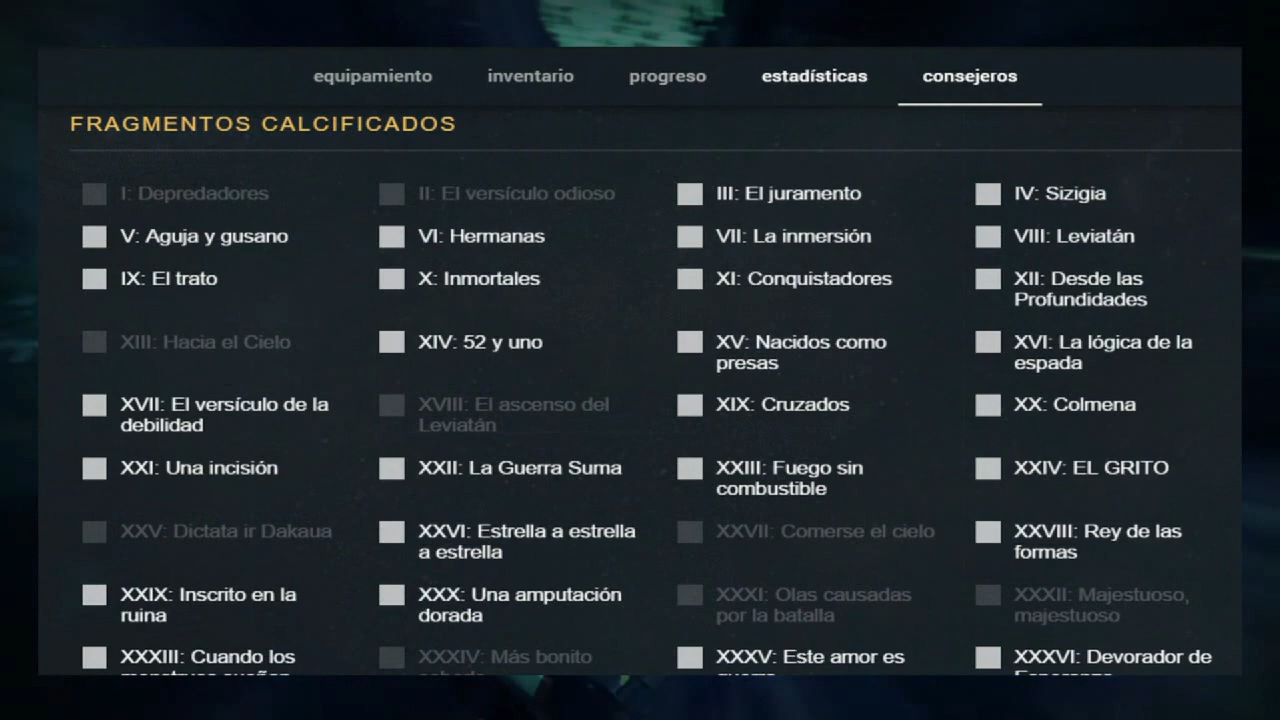 equipamiento inventario progreso estadísticas consejeros
FRAGMENTOS CALCIFICADOS
I: Depredadores II: El versículo odioso III: El juramento IV: Sizigia
V: Aguja y gusano VI: Hermanas VII: La inmersión VIII: Leviatán
IX: El trato X: Inmortales XI: Conquistadores XII: Desde las
Profundidades
XIII: Hacia el Cielo XIV: 52 y uno XV: Nacidos como XVI: La lógica de la
presas espada
XVII: El versículo de la XVIII: El ascenso del XIX: Cruzados XX: Colmena
debilidad Leviatán
XXI: Una incisión XXII: La Guerra Suma XXIII: Fuego sin XXIV: EL GRITO
combustible
XXV: Dictata ir Dakaua XXVI: Estrella a estrella XXVII: Comerse el cielo XXVIII: Rey de las
a estrella formas
XXIX: Inscrito en la XXX: Una amputación XXXI: Olas causadas XXXII: Majestuoso,
ruina dorada por la batalla majestuoso
XXXIII: Cuando los XXXIV: Más bonito XXXV: Este amor es XXXVI: Devorador de